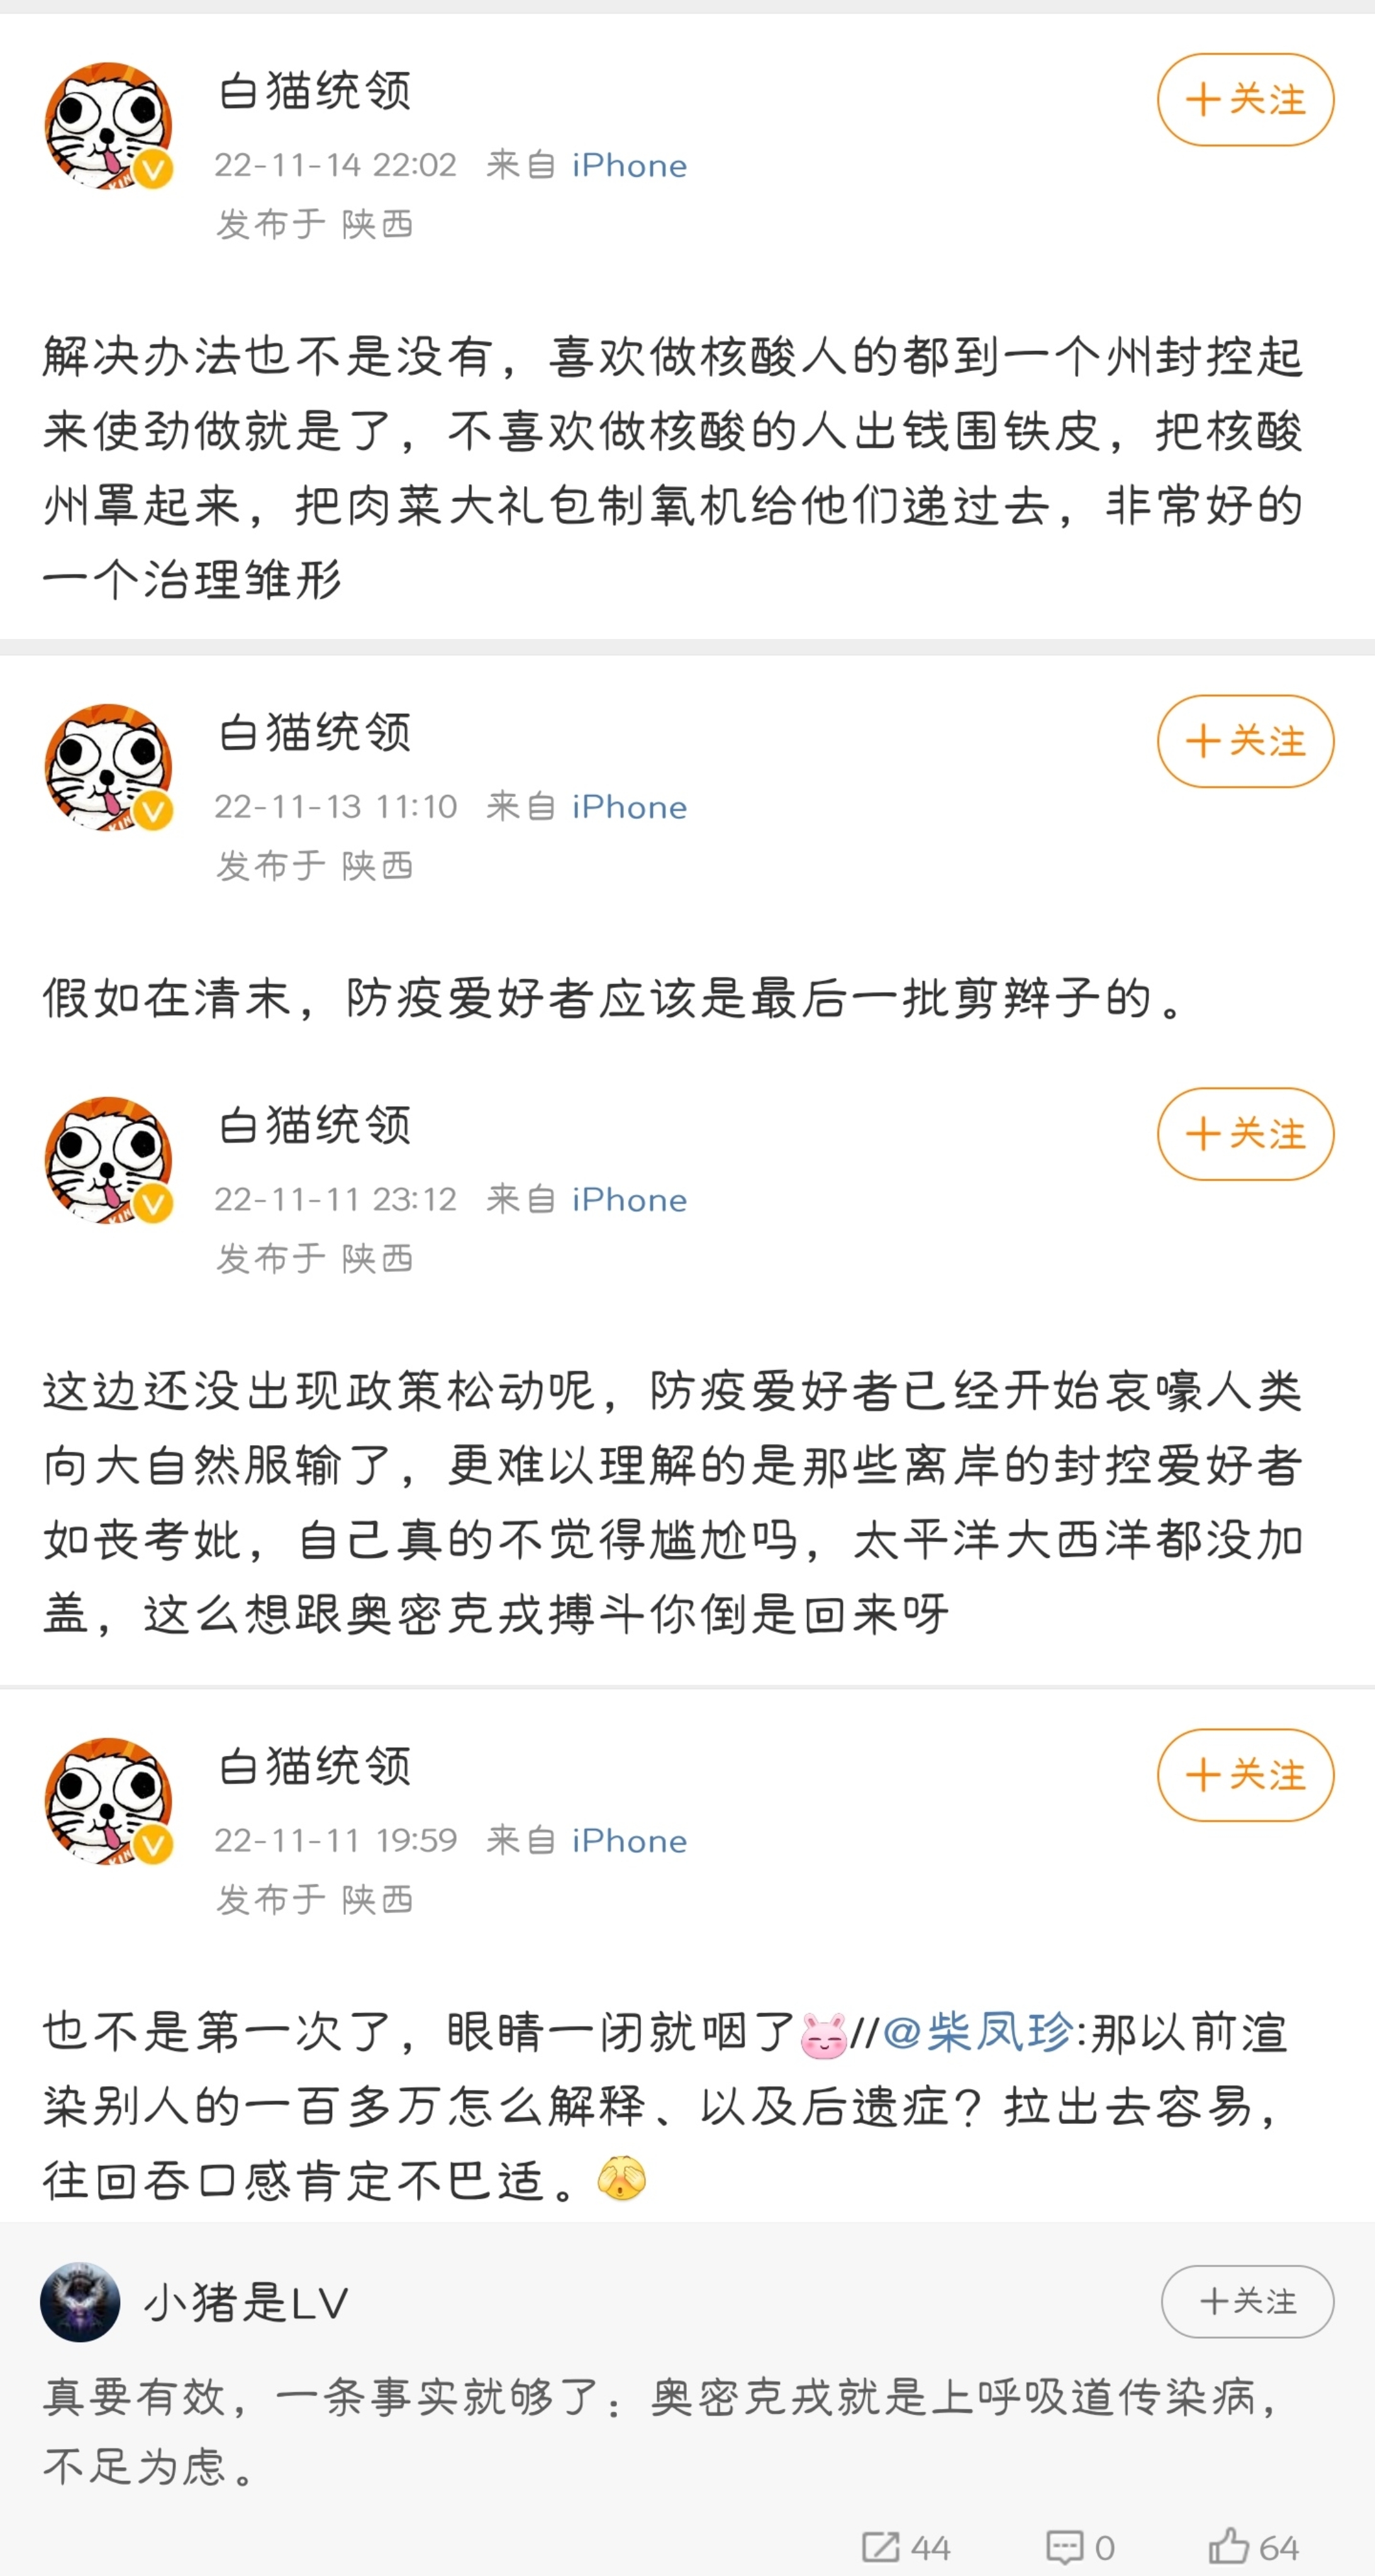 白猫统领
+关注
22-11-14 22:02 来自 iPhone
发布于 陕西
解决办法也不是没有，喜欢做核酸人的都到一个州封控起
来使劲做就是了，不喜欢做核酸的人出钱围铁皮，把核酸
州罩起来，把肉菜大礼包制氧机给他们递过去，非常好的
一个治理雏形
白猫统领
+关注
22-11-13 11:10 来自 iPhone
发布于 陕西
假如在清末，防疫爱好者应该是最后一批剪辫子的。
白猫统领
+关注
22-11-11 23:12 来自 iPhone
发布于 陕西
这边还没出现政策松动呢，防疫爱好者已经开始哀嚎人类
向大自然服输了，更难以理解的是那些离岸的封控爱好者
如丧考妣，自己真的不觉得尴尬吗，太平洋大西洋都没加
盖，这么想跟奥密克戎搏斗你倒是回来呀
白猫统领
+关注
22-11-11 19:59 来自 iPhone
发布于 陕西
也不是第一次了，眼睛一闭就咽了//@柴凤珍:那以前渲
染别人的一百多万怎么解释、以及后遗症？拉出去容易，
往回吞口感肯定不巴适。
小猪是LV
+关注
真要有效，一条事实就够了：奥密克戎就是上呼吸道传染病，
不足为虑。
44 0 64